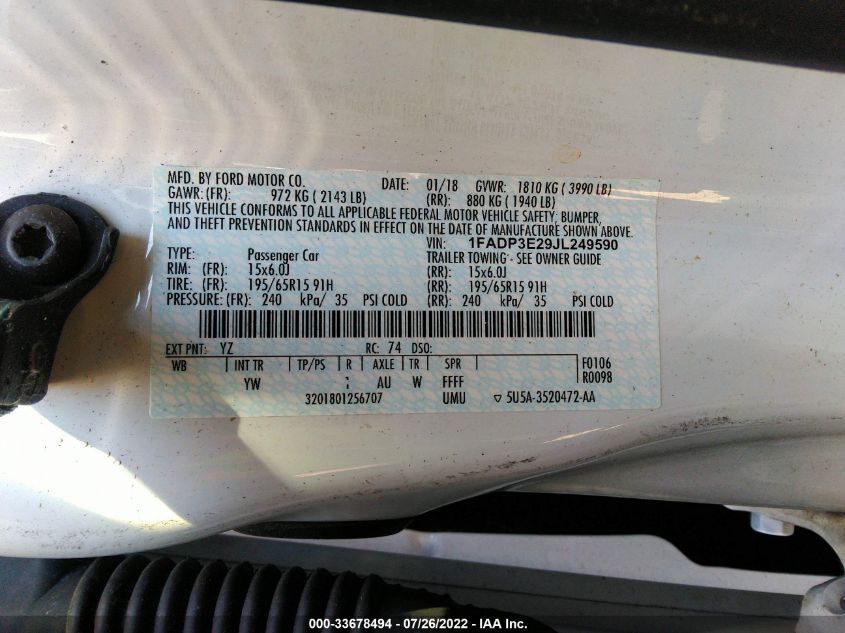 MFD. BY FORD MOTOR CO. DATE: 01/18 GVWR: 1810 KG ( 3990 LB)
GAWR: (FR): 972 KG ( 2143 LB) (RR): 880 KG ( 1940 LB)
THIS VEHICLE CONFORMS TO ALL APPLICABLE FEDERAL MOTOR VEHICLE SAFETY, BUMPER,
AND THEFT PREVENTION STANDARDS IN EFFECT ON THE DATE OF MANUFACTURE SHOWN ABOVE.
VIN: 1FADP3E29JL249590
TYPE: Passenger Car TRAILER TOWING - SEE OWNER GUIDE
RIM: (FR): 15x6.0J (RR): 15x6.0J
TIRE: (FR): 195/65R15 91H (RR): 195/65R15 91H
PRESSURE: (FR): 240 kPa/ 35 PSI COLD (RR): 240 kPa/ 35 PSI COLD
EXT PNT: YZ RC: 74 DSO:
WB INT TR TP/PS R AXLE TR SPR F0106
YW AU W FFFF R0098
3201801256707 UMU ▽ 5U5A-3520472-AA
000-33678494 - 07/26/2022 - IAA Inc.